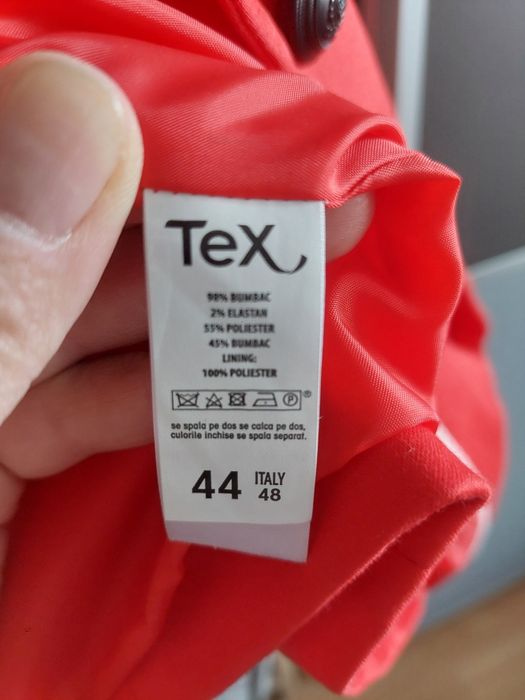 TeX
98% BUMBAC
2% ELASTAN
55% POLIESTER
45% BUMBAC
LINING:
100% POLIESTER
P ®
se spala pe dos se calca pe dos,
culorile inchise se spala separat.
44 ITALY
48